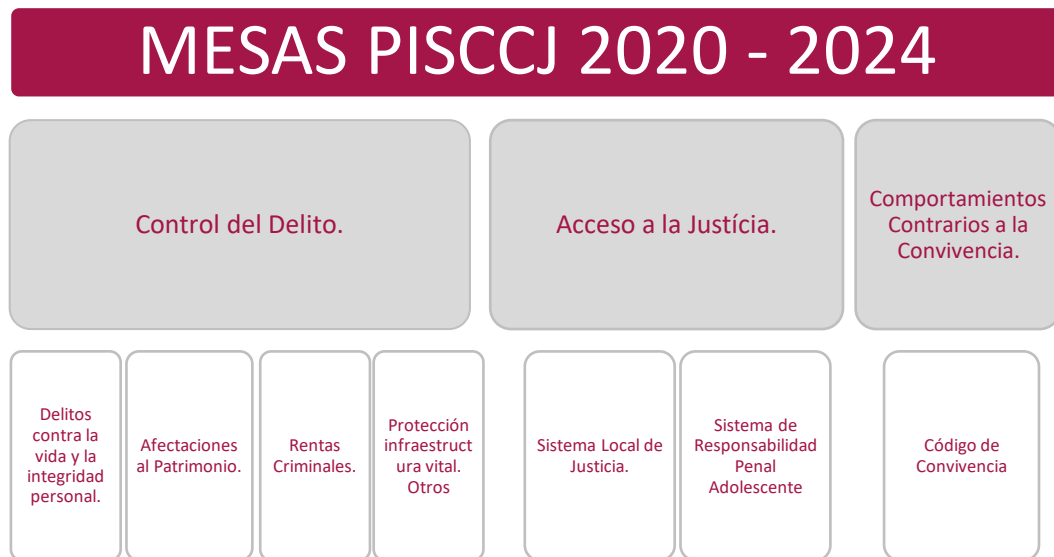 MESAS PISCCJ 2020 - 2024
Control del Delito.
Acceso a la Justícia.
Comportamientos
Contrarios a la
Convivencia.
Delitos
contra la
vida y la
integridad
personal.
Afectaciones
al Patrimonio.
Rentas
Criminales.
Protección
infraestruct
ura vital.
Otros
Sistema Local de
Justicia.
Sistema de
Responsabilidad
Penal
Adolescente
Código de
Convivencia